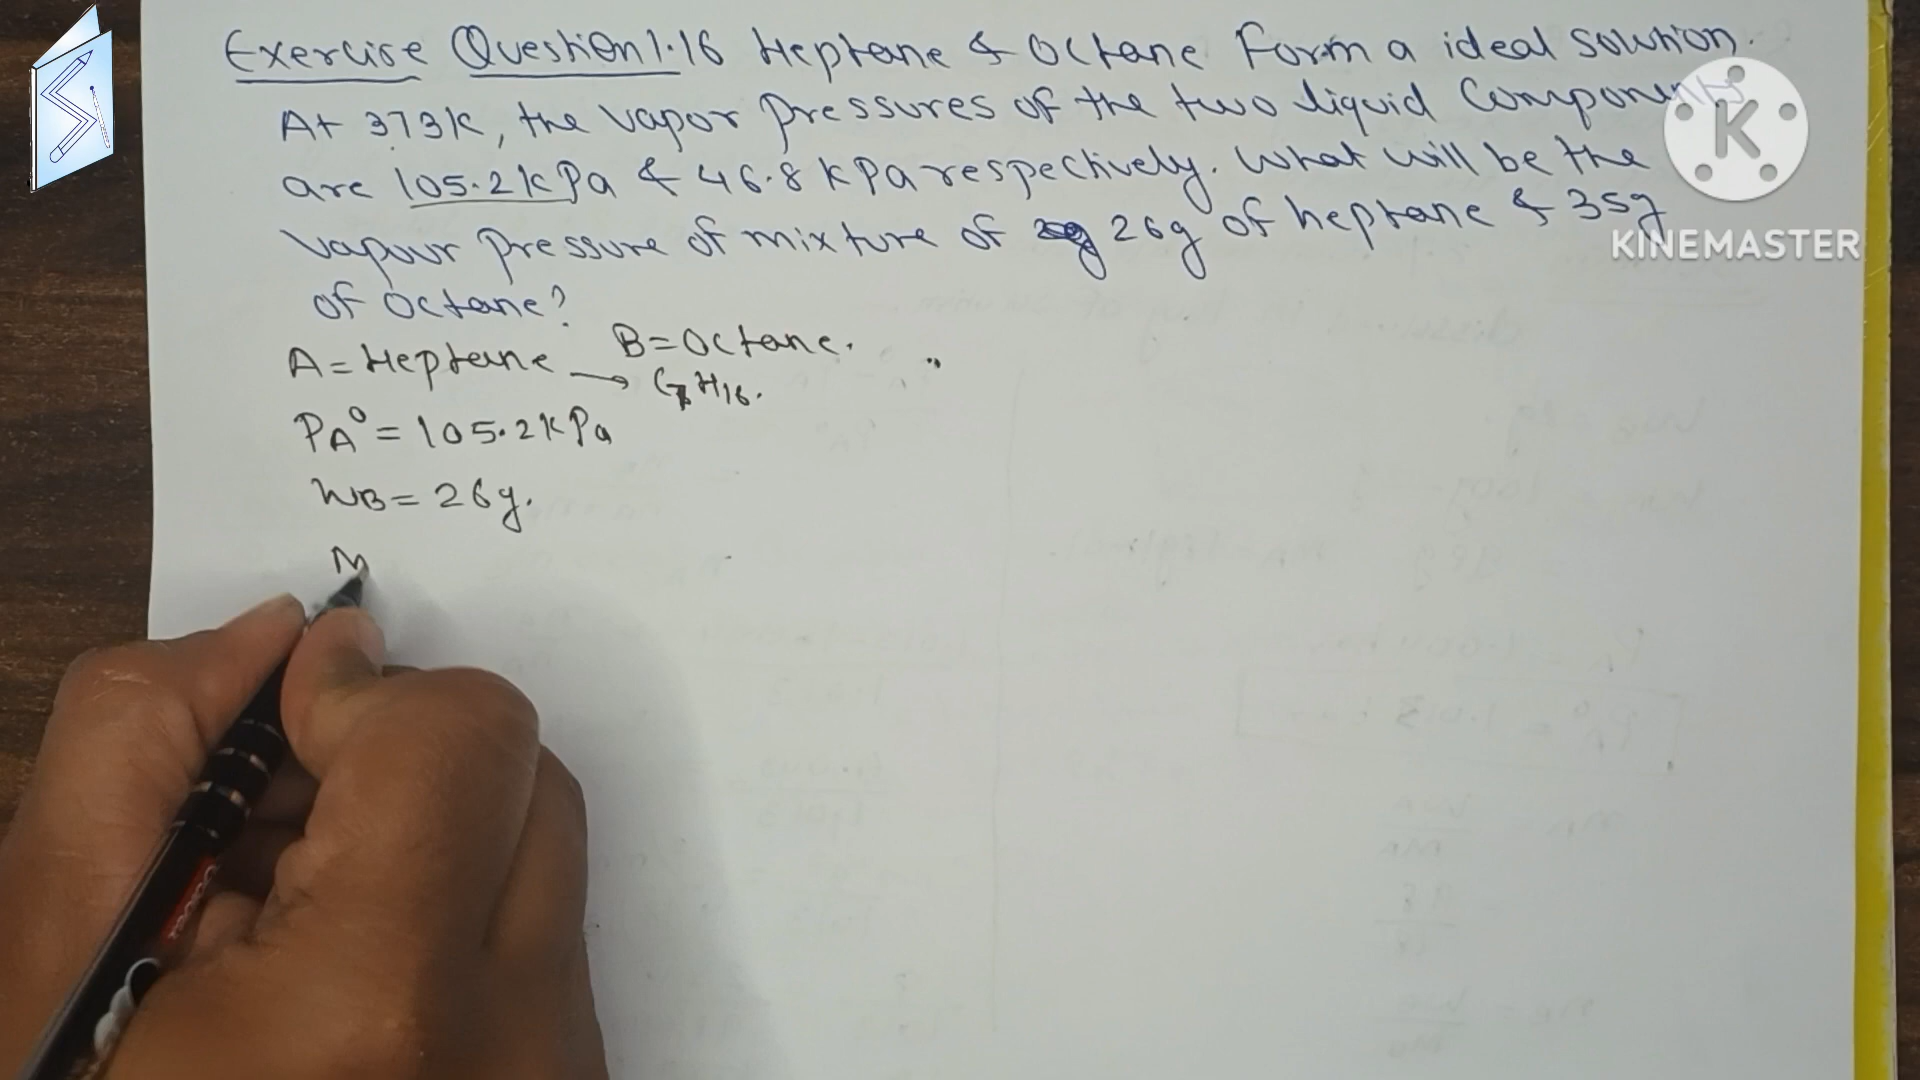 Exercise Question 1.16 Heptane & Octane Form a ideal solution.
At 373K, the vapor pressures of the two liquid Components
are 105.2 kPa & 46.8 kPa respectively. What will be the
Vapour pressure of mixture of 26g of heptane & 35g
of Octane?
A = Heptane B = Octane.
→ C7H16.
PA° = 105.2 kPa
WB = 26g.
M
K
KINEMASTER